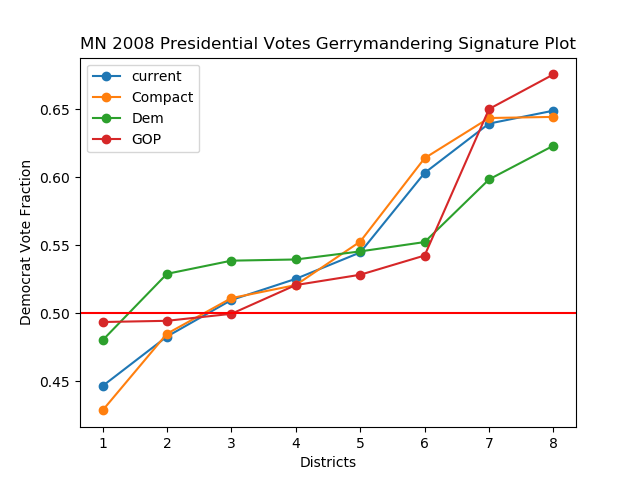 MN 2008 Presidential Votes Gerrymandering Signature Plot
current
Compact
Dem
GOP
Democrat Vote Fraction
0.65
0.60
0.55
0.50
0.45
1 2 3 4 5 6 7 8
Districts